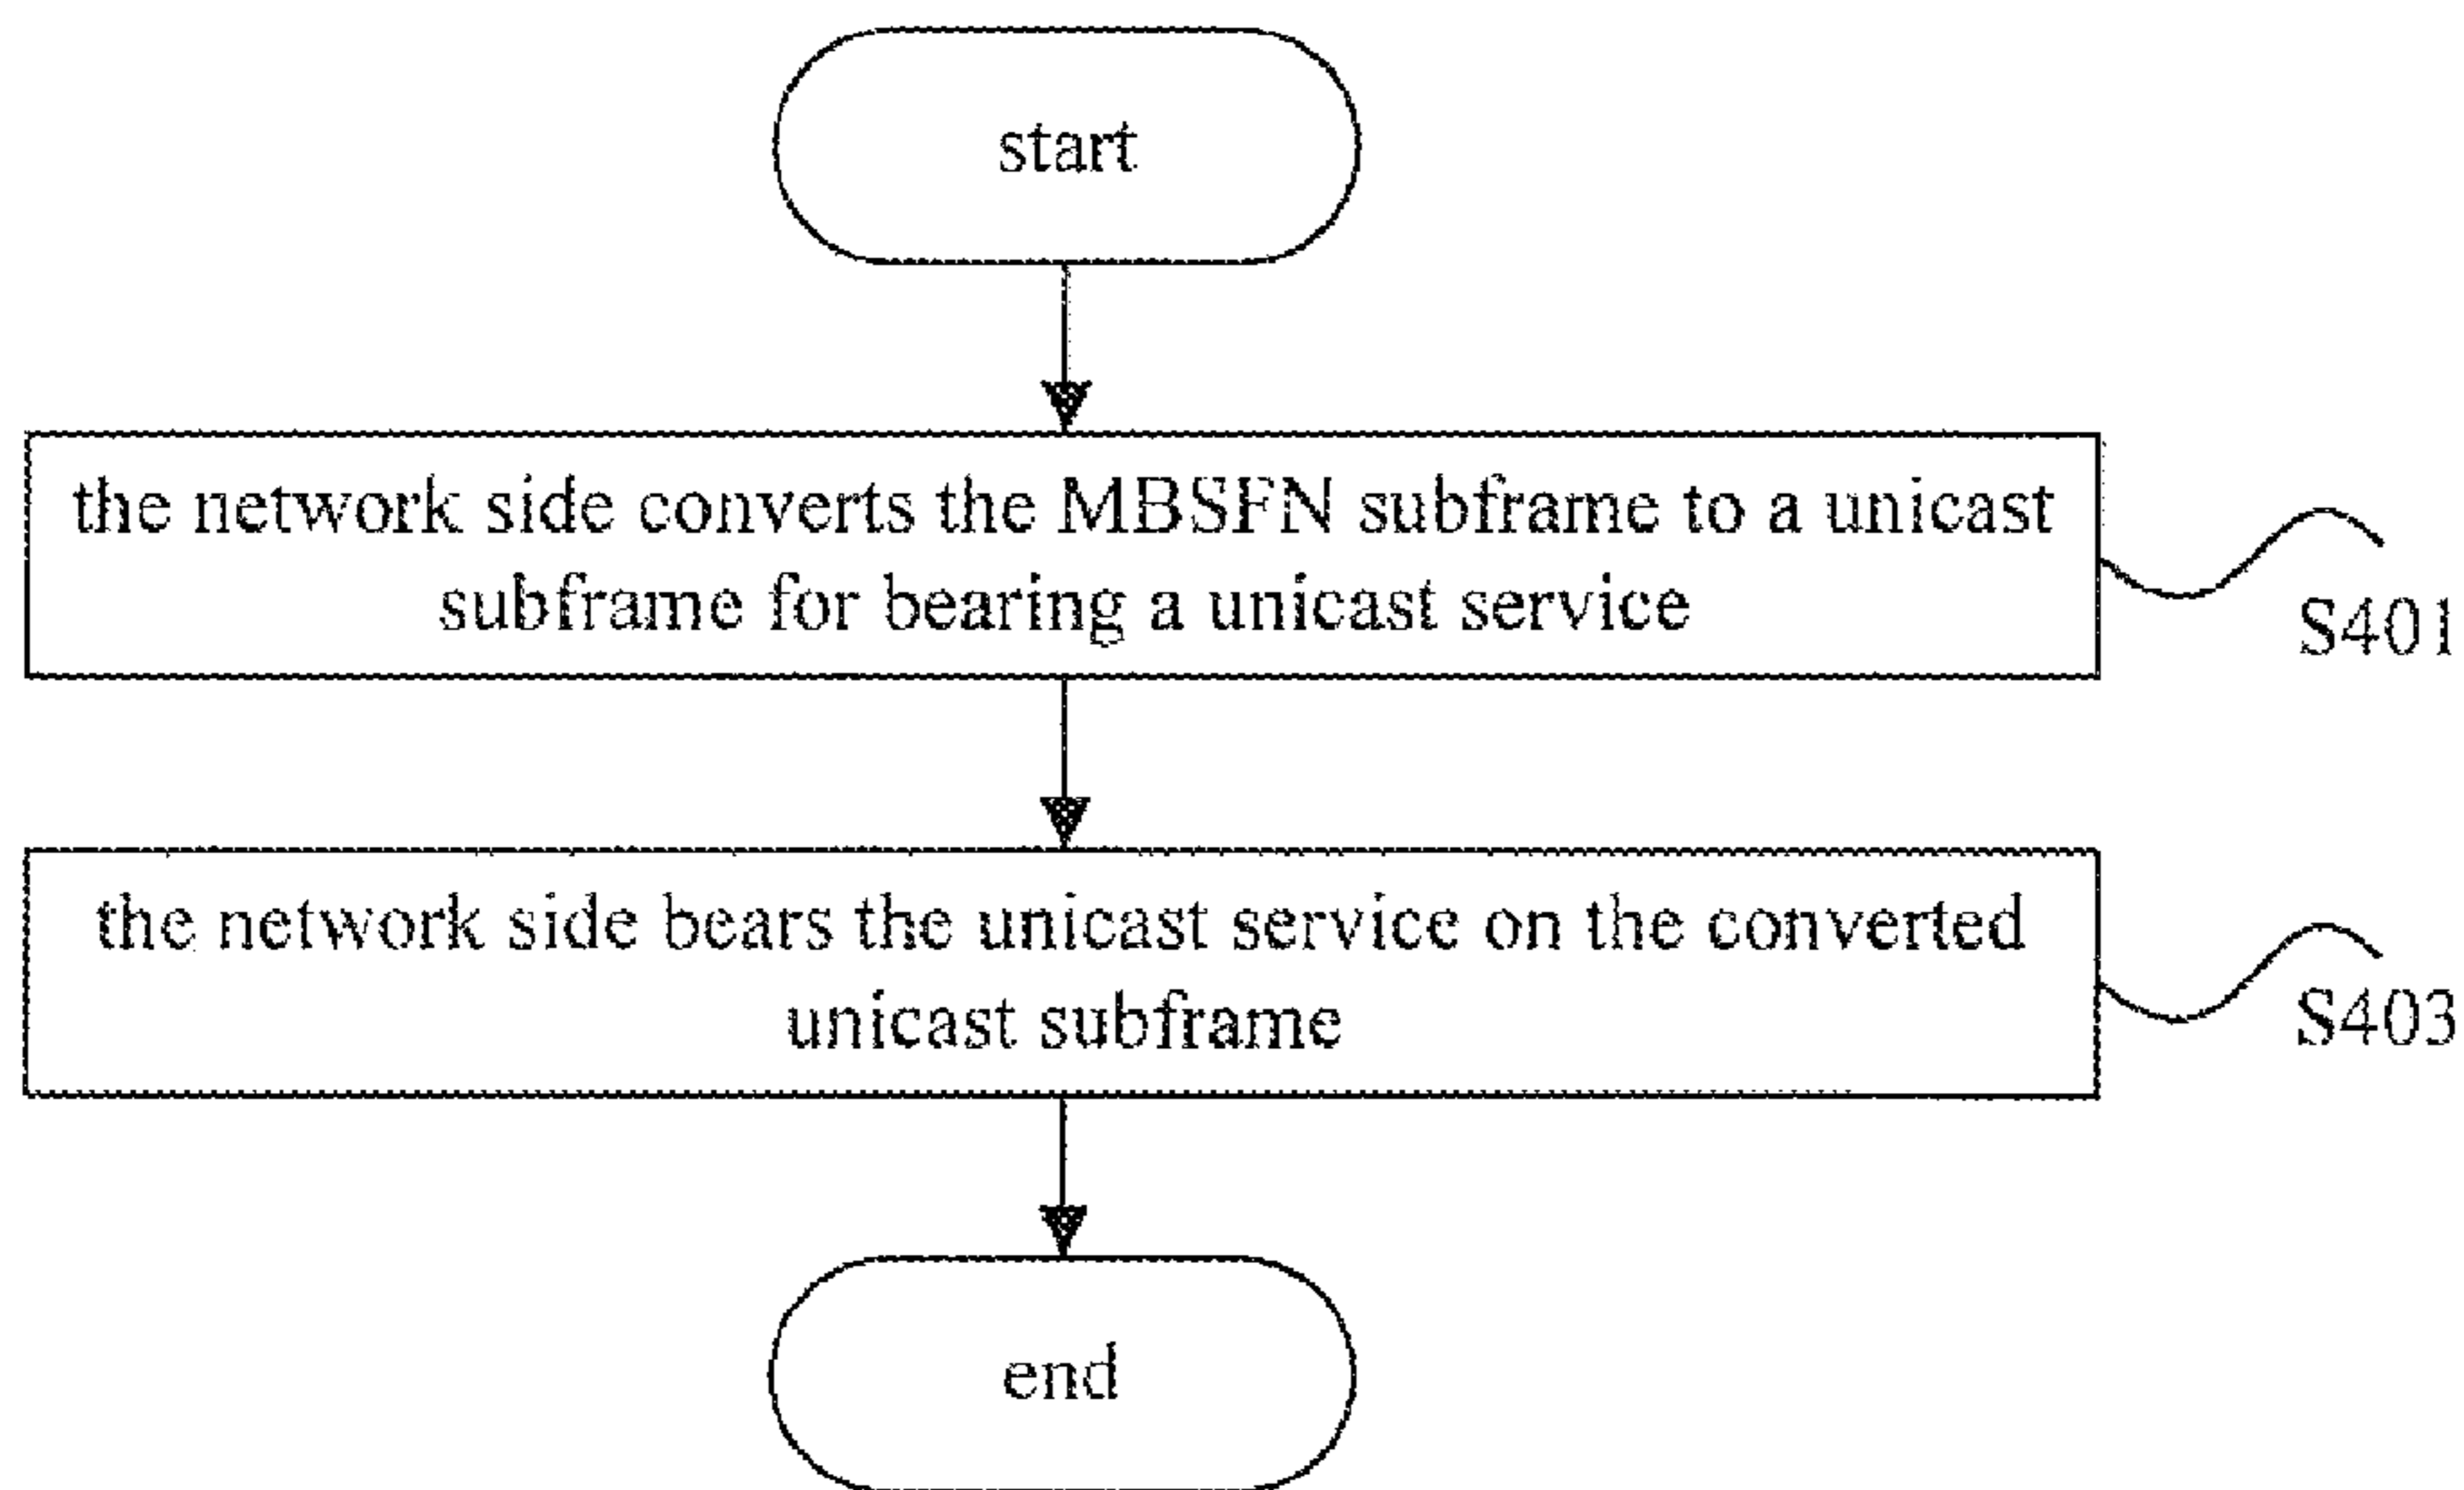 start
the network side converts the MBSFN subframe to a unicast
subframe for bearing a unicast service
S401
the network side bears the unicast service on the converted
unicast subframe
S403
end